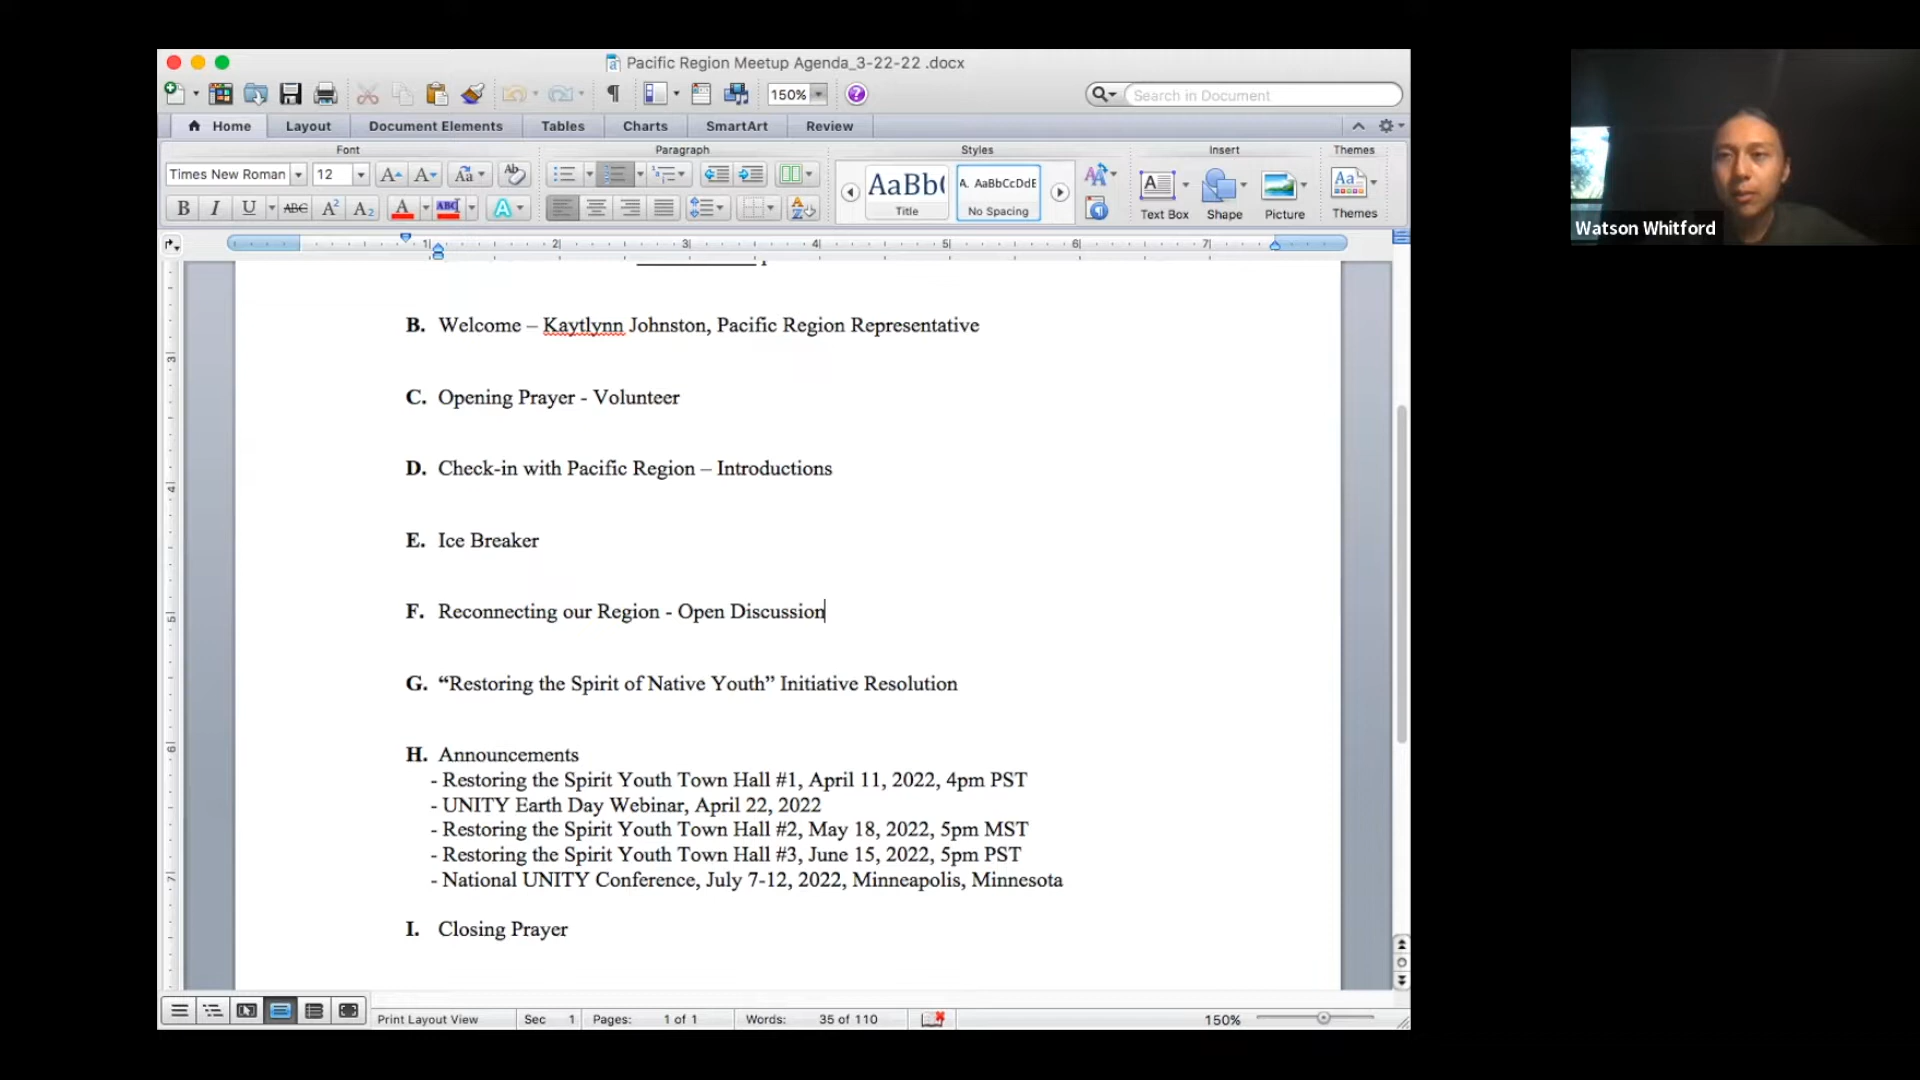 Pacific Region Meetup Agenda_3-22-22 .docx
150%
Search in Document
Home
Layout
Document Elements
Tables
Charts
SmartArt
Review
Font
Paragraph
Styles
Insert
Themes
Times New Roman
12
AaBb(
Title
A. AaBbCcDdE
No Spacing
Text Box
Shape
Picture
Themes
B. Welcome – Kaytlynn Johnston, Pacific Region Representative
C. Opening Prayer - Volunteer
D. Check-in with Pacific Region – Introductions
E. Ice Breaker
F. Reconnecting our Region - Open Discussion
G. “Restoring the Spirit of Native Youth” Initiative Resolution
H. Announcements
- Restoring the Spirit Youth Town Hall #1, April 11, 2022, 4pm PST
- UNITY Earth Day Webinar, April 22, 2022
- Restoring the Spirit Youth Town Hall #2, May 18, 2022, 5pm MST
- Restoring the Spirit Youth Town Hall #3, June 15, 2022, 5pm PST
- National UNITY Conference, July 7-12, 2022, Minneapolis, Minnesota
I. Closing Prayer
Print Layout View
Sec 1
Pages: 1 of 1
Words: 35 of 110
150%
Watson Whitford